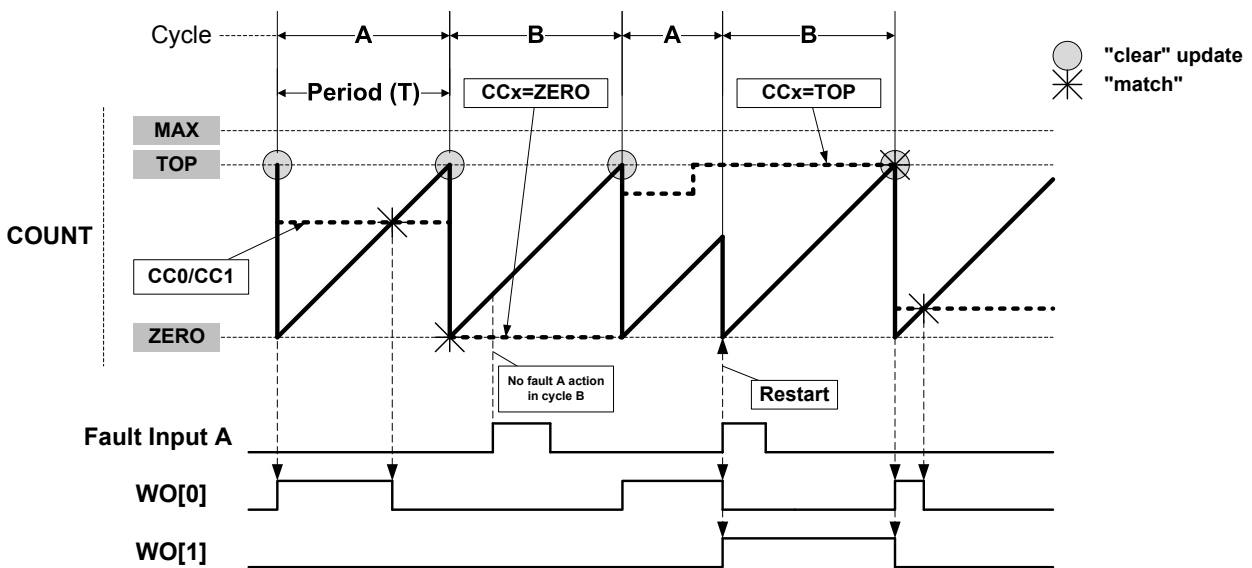 Cycle
A
B
A
B
"clear" update
"match"
Period (T)
CCx=ZERO
CCx=TOP
MAX
TOP
COUNT
CC0/CC1
ZERO
No fault A action
in cycle B
Restart
Fault Input A
WO[0]
WO[1]